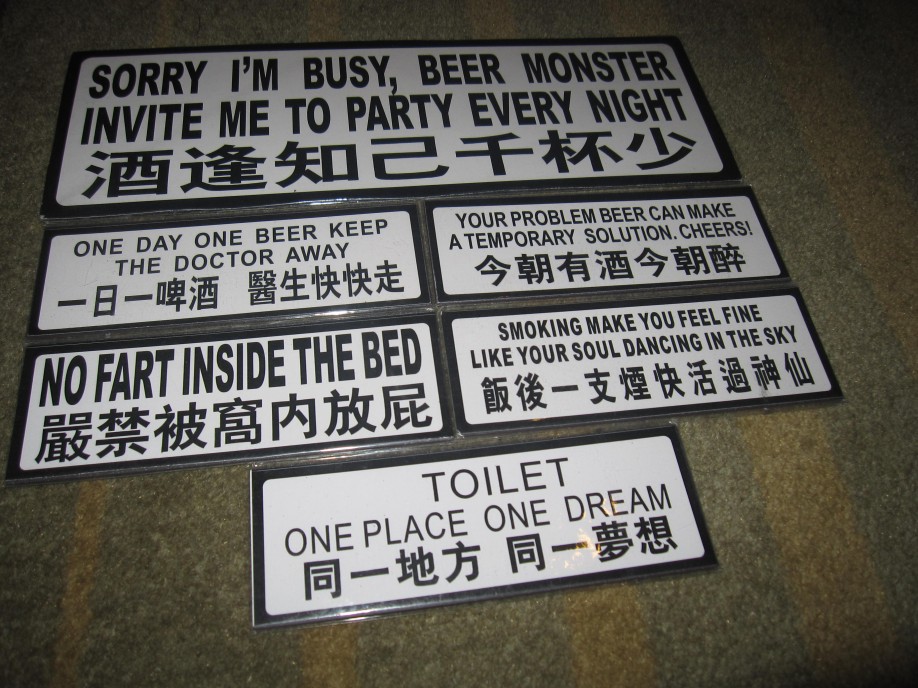 SORRY I'M BUSY, BEER MONSTER
INVITE ME TO PARTY EVERY NIGHT
酒逢知己千杯少
ONE DAY ONE BEER KEEP
THE DOCTOR AWAY
一日一啤酒 醫生快快走
YOUR PROBLEM BEER CAN MAKE
A TEMPORARY SOLUTION. CHEERS!
今朝有酒今朝醉
NO FART INSIDE THE BED
嚴禁被窩内放屁
SMOKING MAKE YOU FEEL FINE
LIKE YOUR SOUL DANCING IN THE SKY
飯後一支煙快活過神仙
TOILET
ONE PLACE ONE DREAM
同一地方 同一夢想